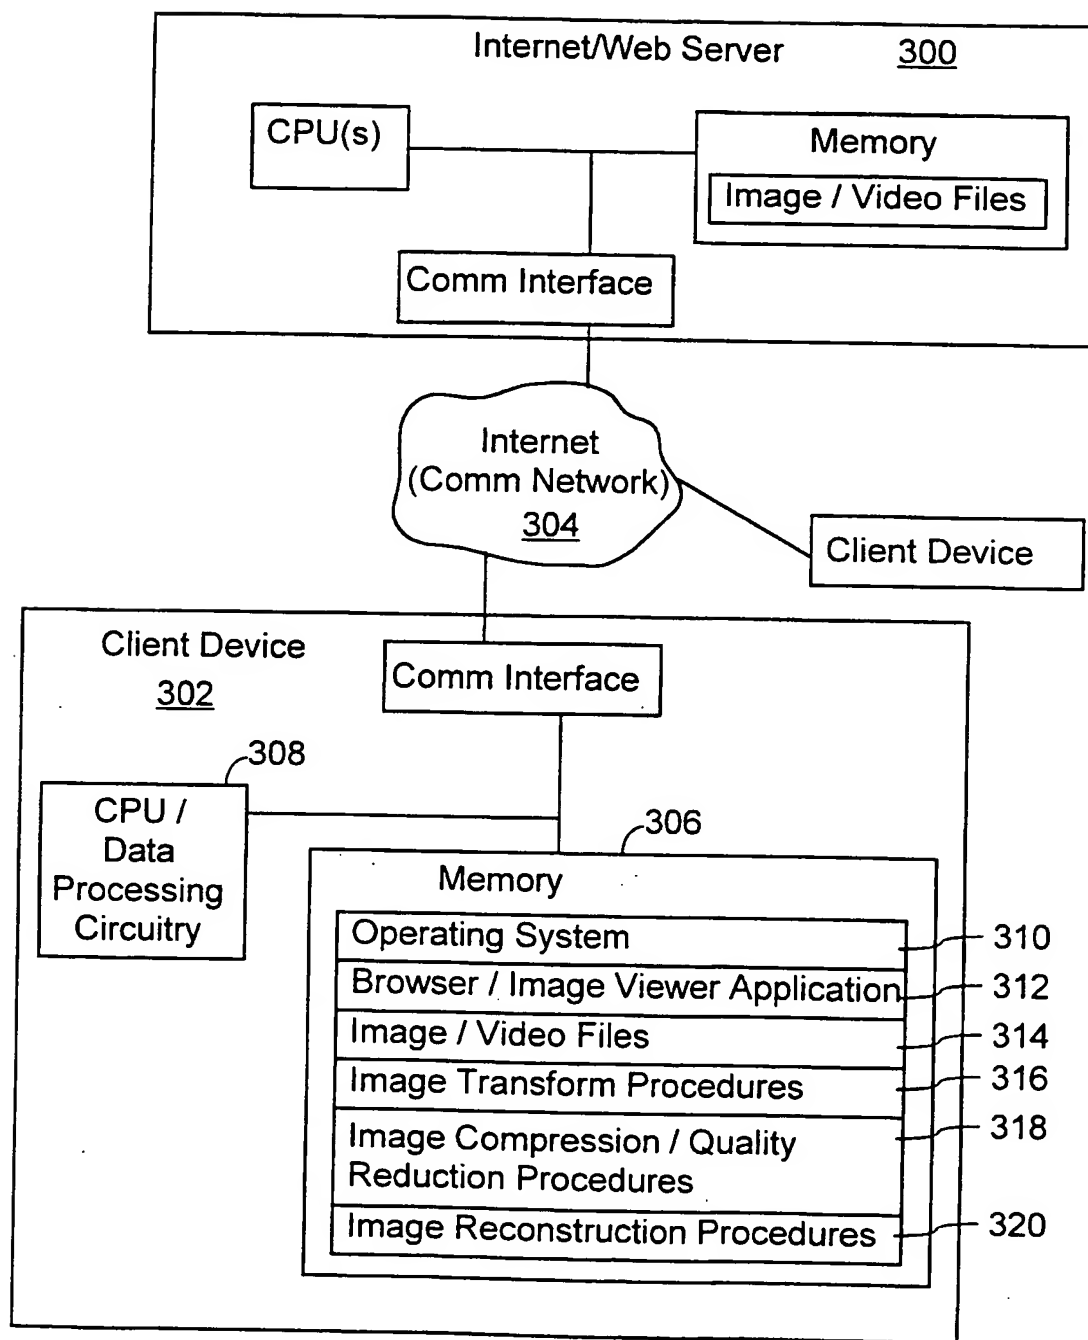 Internet/Web Server 300
CPU(s)
Memory
Image / Video Files
Comm Interface
Internet
(Comm Network)
304
Client Device
Client Device
302
Comm Interface
308
CPU /
Data
Processing
Circuitry
306
Memory
Operating System 310
Browser / Image Viewer Application 312
Image / Video Files 314
Image Transform Procedures 316
Image Compression / Quality 318
Reduction Procedures
Image Reconstruction Procedures 320